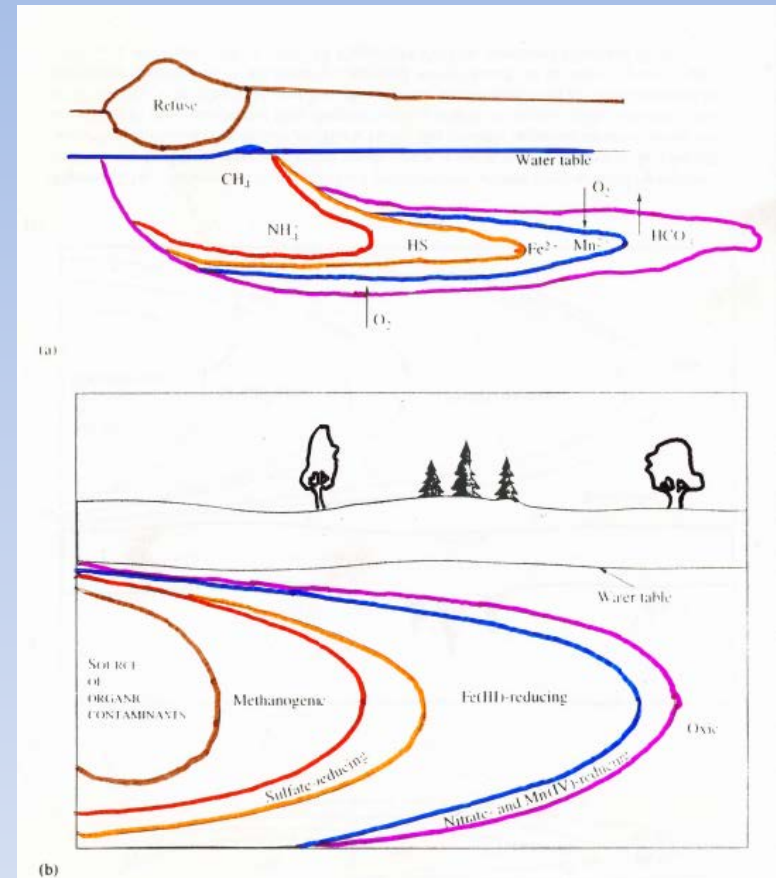 Refuse
Water table
CH₄
O₂
NH₄⁺
HS
Fe²⁺
Mn²⁺
HCO₃
O₂
(a)
Water table
SOURCE
OF
ORGANIC
CONTAMINANTS
Methanogenic
Fe(III)-reducing
Oxic
Sulfate-reducing
Nitrate- and Mn(IV)-reducing
(b)